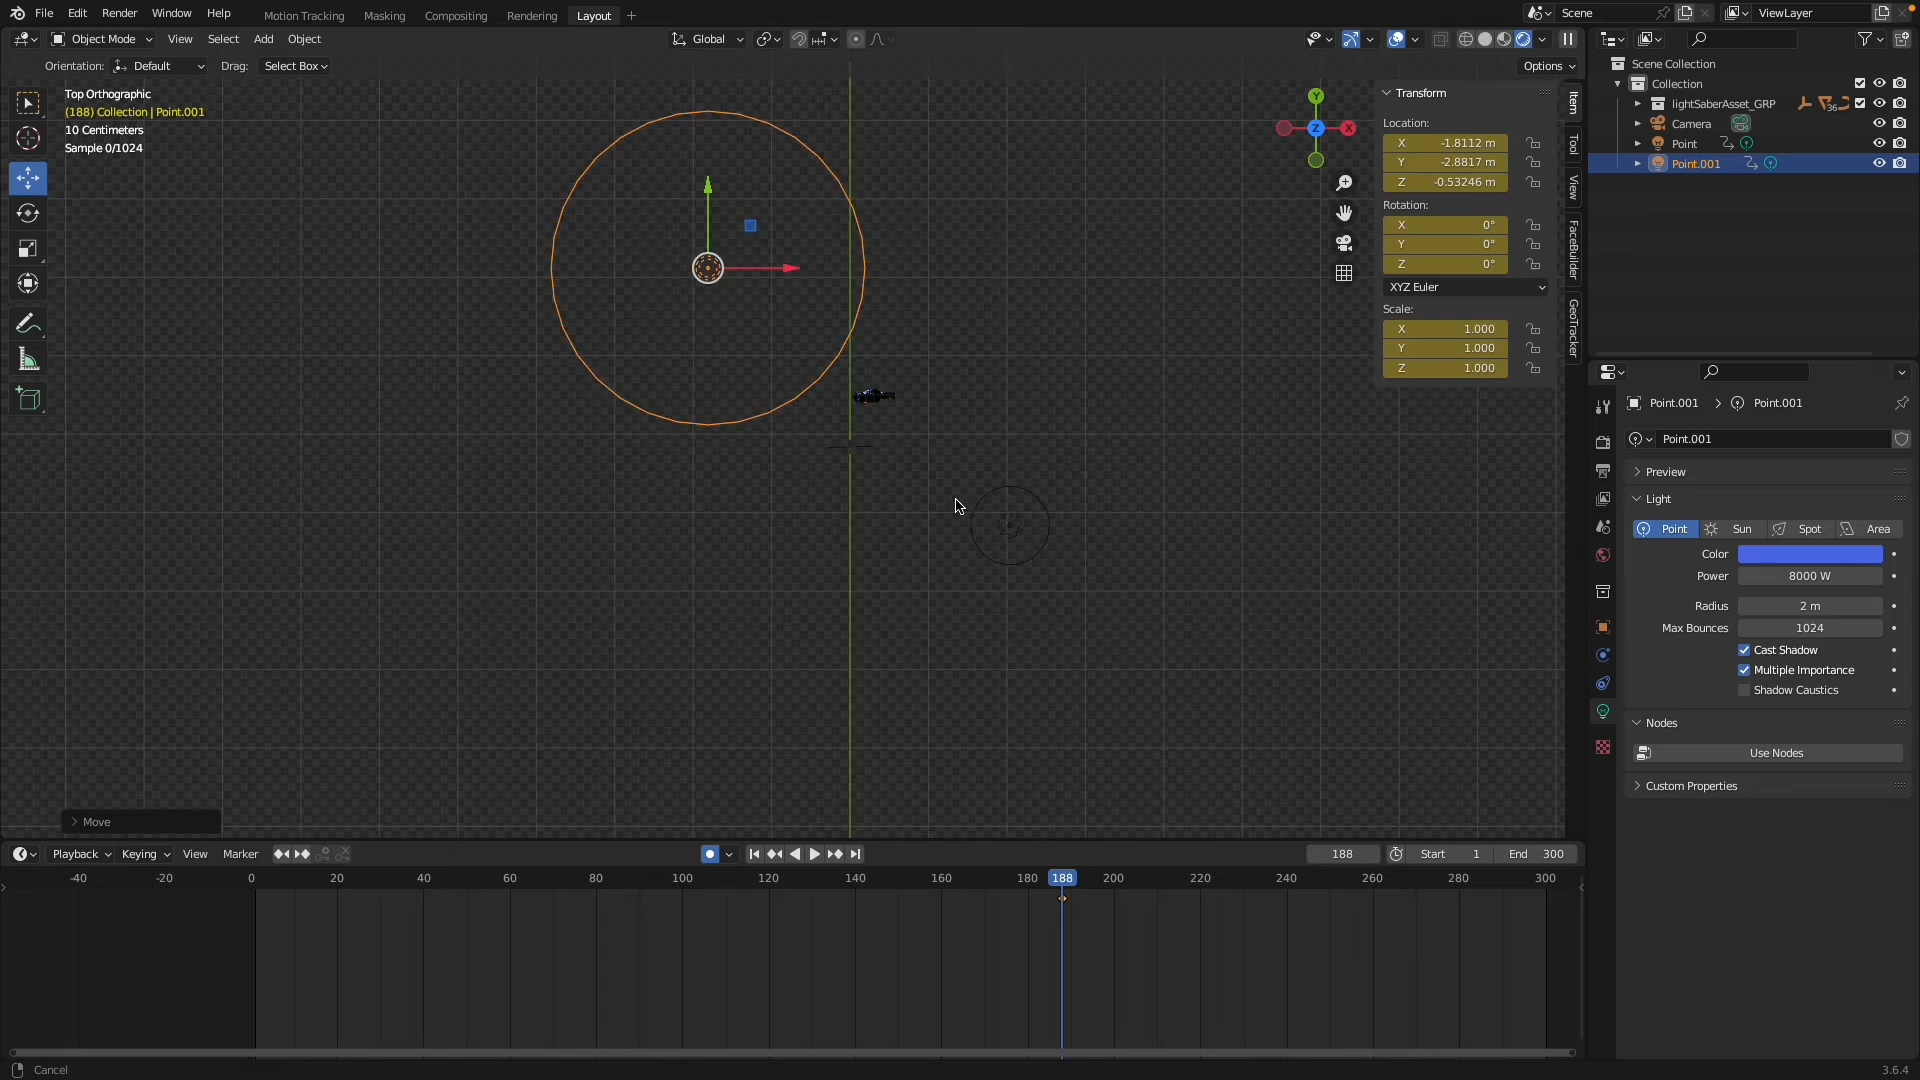 File Edit Render Window Help Motion Tracking Masking Compositing Rendering Layout Scene ViewLayer
Object Mode View Select Add Object Global
Orientation: Default Drag: Select Box Options
Top Orthographic
(188) Collection | Point.001
10 Centimeters
Sample 0/1024
Y
Z
X
Transform
Location:
X -1.8112 m
Y -2.8817 m
Z -0.53246 m
Rotation:
X 0°
Y 0°
Z 0°
XYZ Euler
Scale:
X 1.000
Y 1.000
Z 1.000
Item
Tool
View
FaceBuilder
GeoTracker
Scene Collection
Collection
lightSaberAsset_GRP 36
Camera
Point
Point.001
Point.001 Point.001
Point.001
Preview
Light
Point Sun Spot Area
Color
Power 8000 W
Radius 2 m
Max Bounces 1024
Cast Shadow
Multiple Importance
Shadow Caustics
Nodes
Use Nodes
Custom Properties
Move
Playback Keying View Marker 188 Start 1 End 300
-40 -20 0 20 40 60 80 100 120 140 160 180 188 200 220 240 260 280 300
Cancel 3.6.4